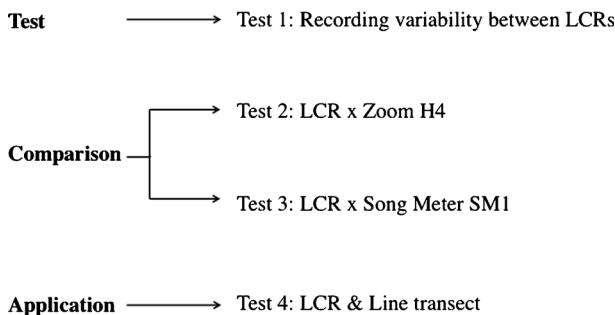 Test
Test 1: Recording variability between LCRs
Test 2: LCR x Zoom H4
Comparison
Test 3: LCR x Song Meter SM1
Application
Test 4: LCR & Line transect